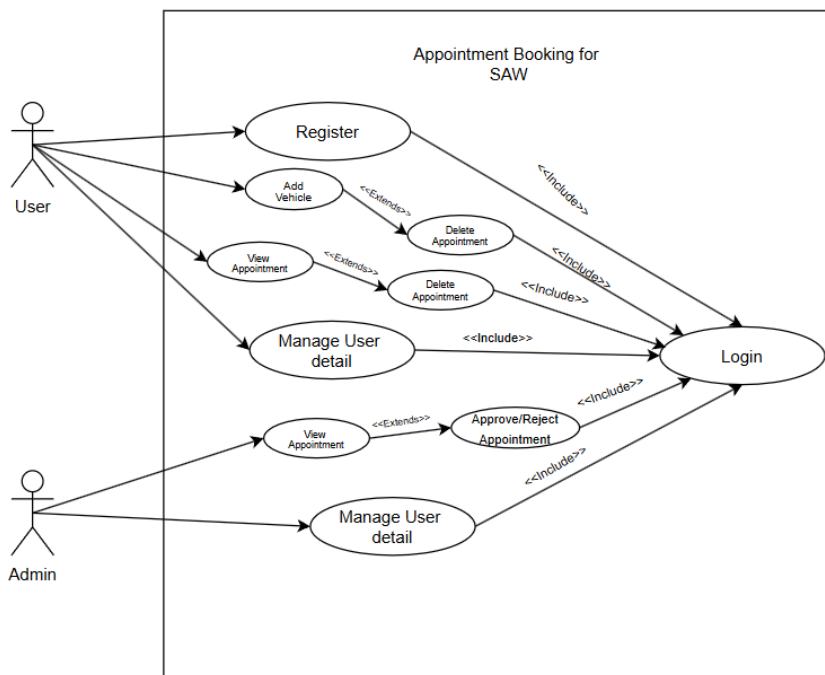 Appointment Booking for
SAW
Register
<<Include>>
User
Add
Vehicle
<<Extends>>
Delete
Appointment
<<Include>>
View
Appointment
<<Extends>>
Delete
Appointment
<<Include>>
Manage User
detail
<<Include>>
Login
View
Appointment
<<Extends>>
Approve/Reject
Appointment
<<Include>>
Manage User
detail
<<Include>>
Admin